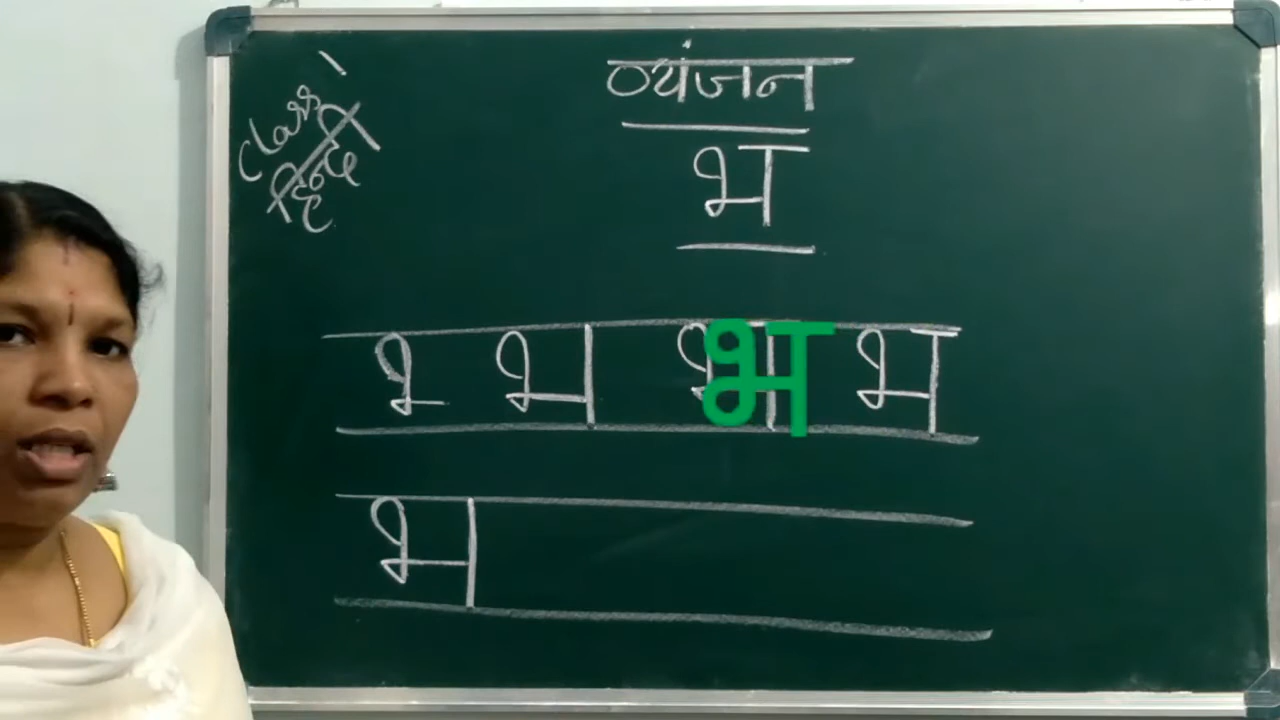 Class 1
हिन्दी
व्यंजन
भ
भ भ भ भ
भ